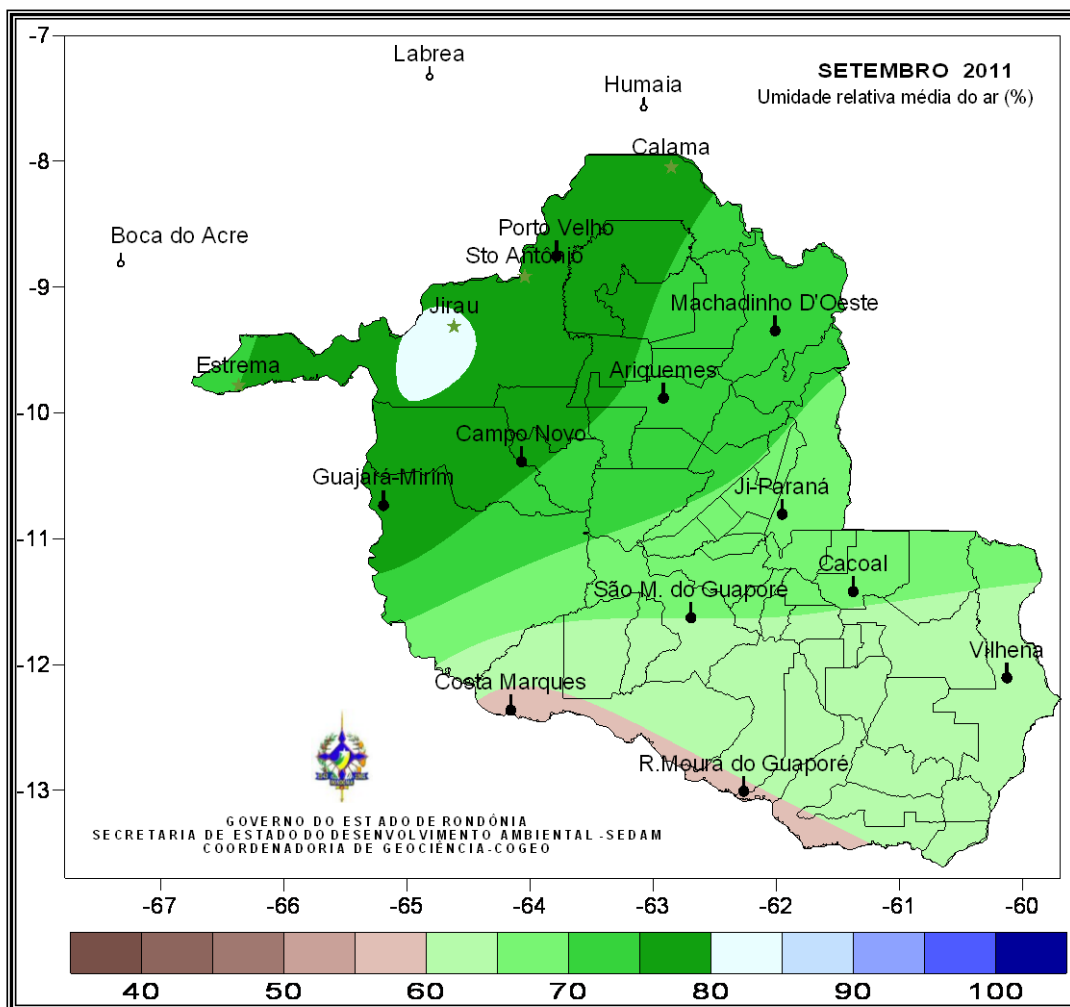 -7
Labrea
SETEMBRO 2011
Humaia
Umidade relativa média do ar (%)
Calama
-8
Porto Velho
Boca do Acre
Sto Antônio
-9
Jirau
Machadinho D'Oeste
Estrema
Ariquemes
-10
Campo Novo
Guajará-Mirim
Ji-Paraná
-11
Cacoal
São M. do Guaporé
-12
Vilhena
Costa Marques
R.Moura do Guaporé
-13
GOVERNO DO ESTADO DE RONDÔNIA
SECRETARIA DE ESTADO DO DESENVOLVIMENTO AMBIENTAL -SEDAM
COORDENADORIA DE GEOCIÊNCIA-COGEO
-67 -66 -65 -64 -63 -62 -61 -60
40 50 60 70 80 90 100